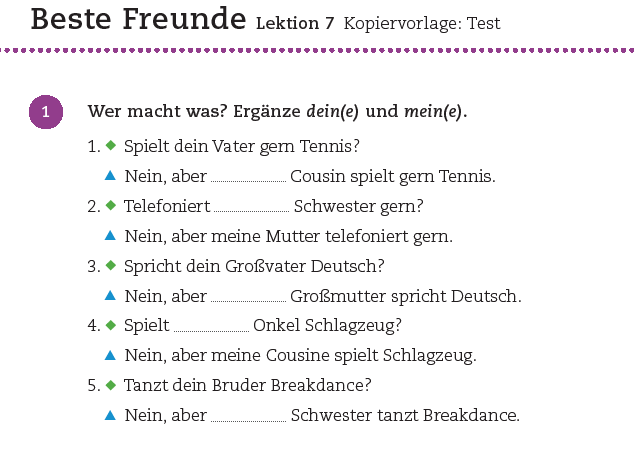 Beste Freunde Lektion 7 Kopiervorlage: Test
1 Wer macht was? Ergänze dein(e) und mein(e).
1. ◆ Spielt dein Vater gern Tennis?
▲ Nein, aber .................... Cousin spielt gern Tennis.
2. ◆ Telefoniert .................... Schwester gern?
▲ Nein, aber meine Mutter telefoniert gern.
3. ◆ Spricht dein Großvater Deutsch?
▲ Nein, aber .................... Großmutter spricht Deutsch.
4. ◆ Spielt .................... Onkel Schlagzeug?
▲ Nein, aber meine Cousine spielt Schlagzeug.
5. ◆ Tanzt dein Bruder Breakdance?
▲ Nein, aber .................... Schwester tanzt Breakdance.